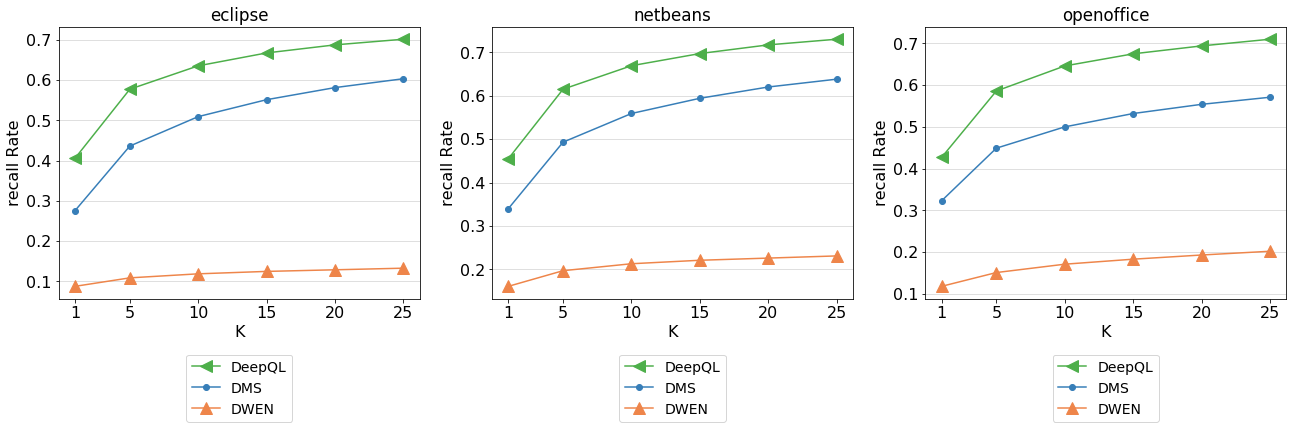 eclipse
recall Rate
0.7
0.6
0.5
0.4
0.3
0.2
0.1
1 5 10 15 20 25
K
DeepQL
DMS
DWEN
netbeans
recall Rate
0.7
0.6
0.5
0.4
0.3
0.2
1 5 10 15 20 25
K
DeepQL
DMS
DWEN
openoffice
recall Rate
0.7
0.6
0.5
0.4
0.3
0.2
0.1
1 5 10 15 20 25
K
DeepQL
DMS
DWEN